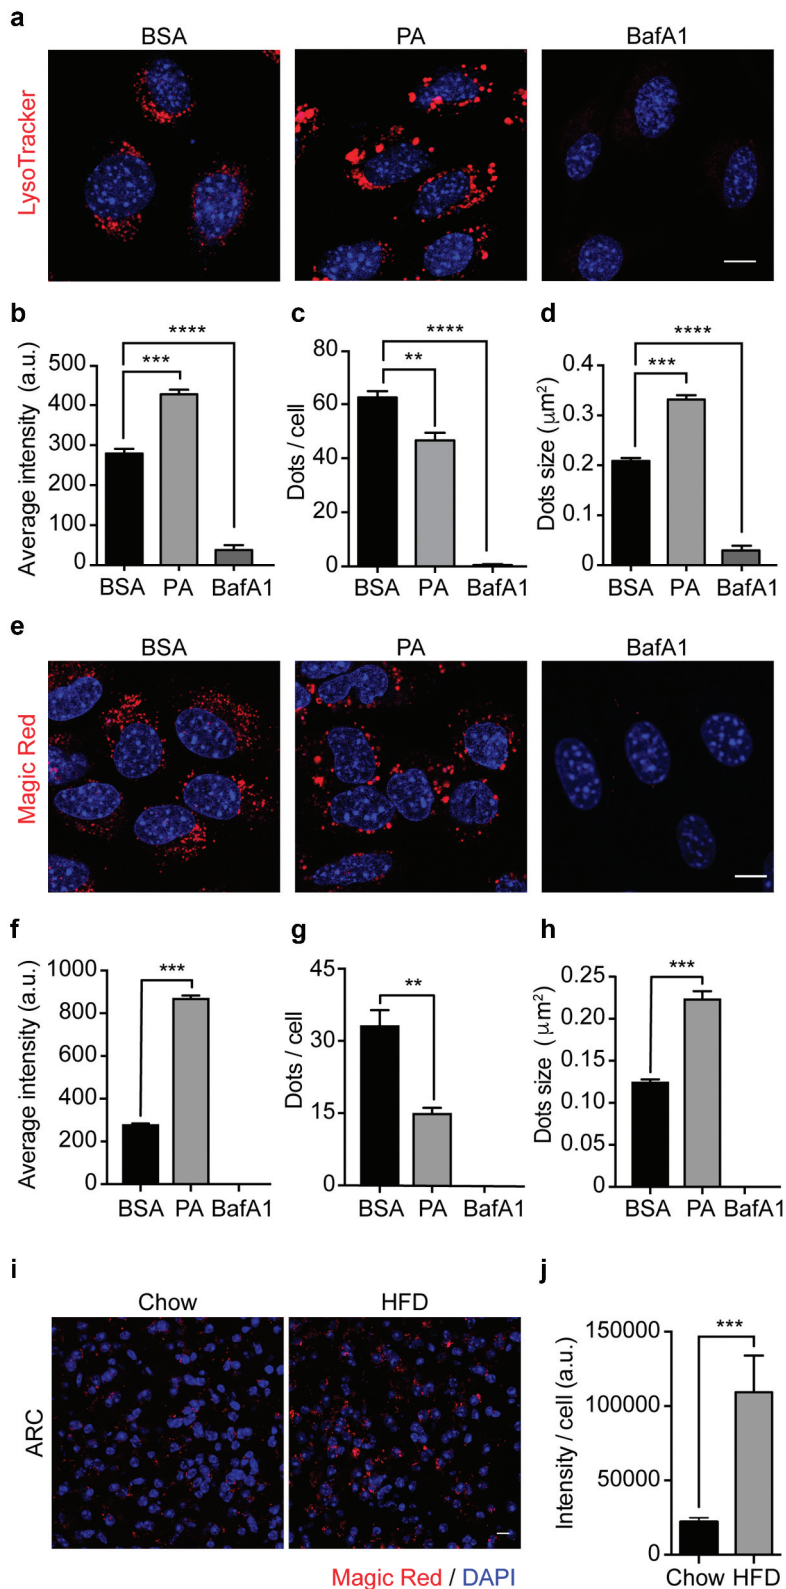 a
BSA PA BafA1
LysoTracker
b c d
Average intensity (a.u.)
500
400
300
200
100
0
*** ****
BSA PA BafA1
Dots / cell
80
60
40
20
0
** ****
BSA PA BafA1
Dots size (μm²)
0.4
0.3
0.2
0.1
0
*** ****
BSA PA BafA1
e
BSA PA BafA1
Magic Red
f g h
Average intensity (a.u.)
1000
800
600
400
200
0
***
BSA PA BafA1
Dots / cell
45
30
15
0
**
BSA PA BafA1
Dots size (μm²)
0.25
0.20
0.15
0.10
0.05
0
***
BSA PA BafA1
i j
Chow HFD
ARC
Magic Red / DAPI
Intensity / cell (a.u.)
150000
100000
50000
0
***
Chow HFD